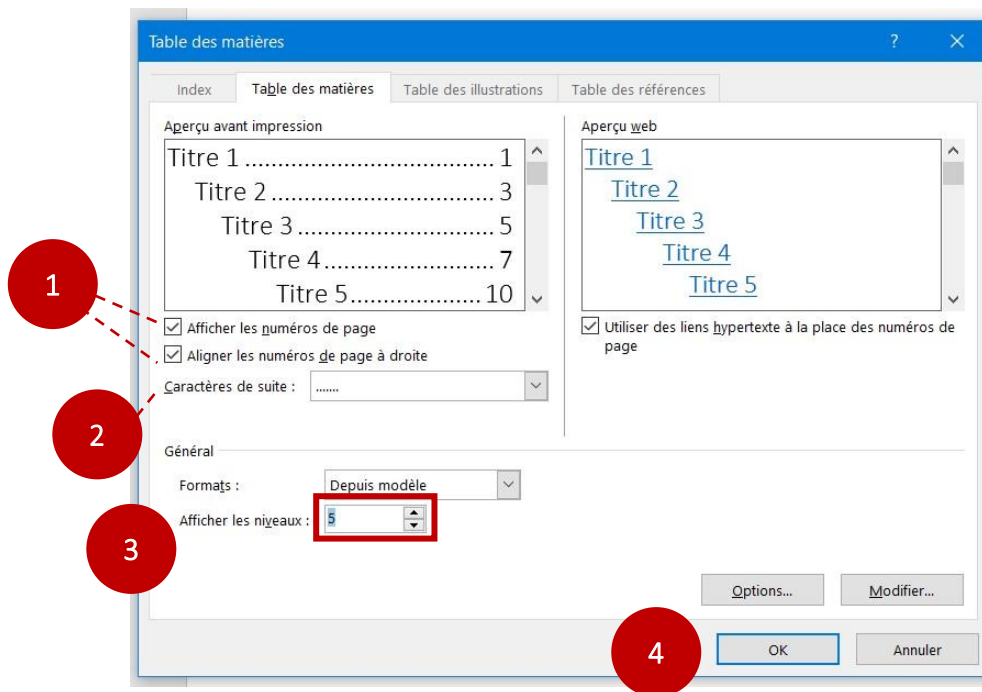 Table des matières ? ×
Index Table des matières Table des illustrations Table des références
Aperçu avant impression
Titre 1 ..................................... 1
Titre 2 ................................ 3
Titre 3 ............................. 5
Titre 4 ......................... 7
Titre 5 ..................... 10
Aperçu web
Titre 1
Titre 2
Titre 3
Titre 4
Titre 5
1
Afficher les numéros de page
Aligner les numéros de page à droite
Utiliser des liens hypertexte à la place des numéros de
page
2
Caractères de suite : .......
Général
Formats : Depuis modèle
3
Afficher les niveaux : 5
Options... Modifier...
4
OK Annuler